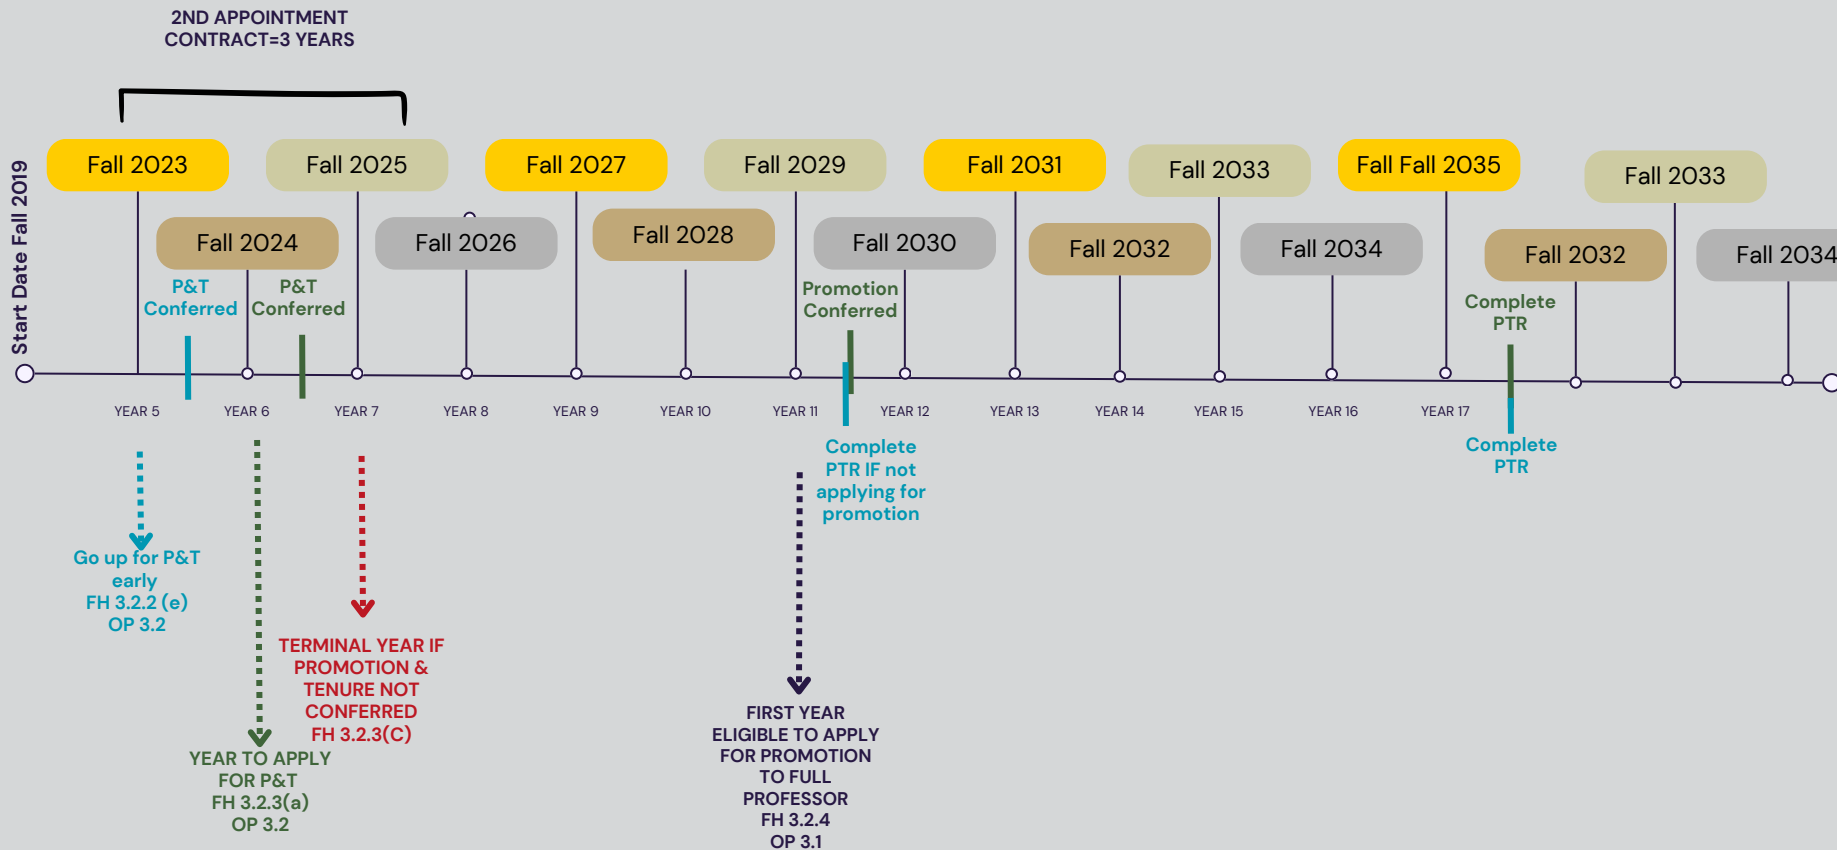 2ND APPOINTMENT
CONTRACT=3 YEARS
Start Date Fall 2019
Fall 2023
Fall 2025
Fall 2027
Fall 2029
Fall 2031
Fall 2033
Fall Fall 2035
Fall 2033
Fall 2024
Fall 2026
Fall 2028
Fall 2030
Fall 2032
Fall 2034
Fall 2032
Fall 2034
P&T
Conferred
P&T
Conferred
Promotion
Conferred
Complete
PTR
YEAR 5
YEAR 6
YEAR 7
YEAR 8
YEAR 9
YEAR 10
YEAR 11
YEAR 12
YEAR 13
YEAR 14
YEAR 15
YEAR 16
YEAR 17
Complete
PTR IF not
applying for
promotion
Complete
PTR
Go up for P&T
early
FH 3.2.2 (e)
OP 3.2
TERMINAL YEAR IF
PROMOTION &
TENURE NOT
CONFERRED
FH 3.2.3(C)
YEAR TO APPLY
FOR P&T
FH 3.2.3(a)
OP 3.2
FIRST YEAR
ELIGIBLE TO APPLY
FOR PROMOTION
TO FULL
PROFESSOR
FH 3.2.4
OP 3.1